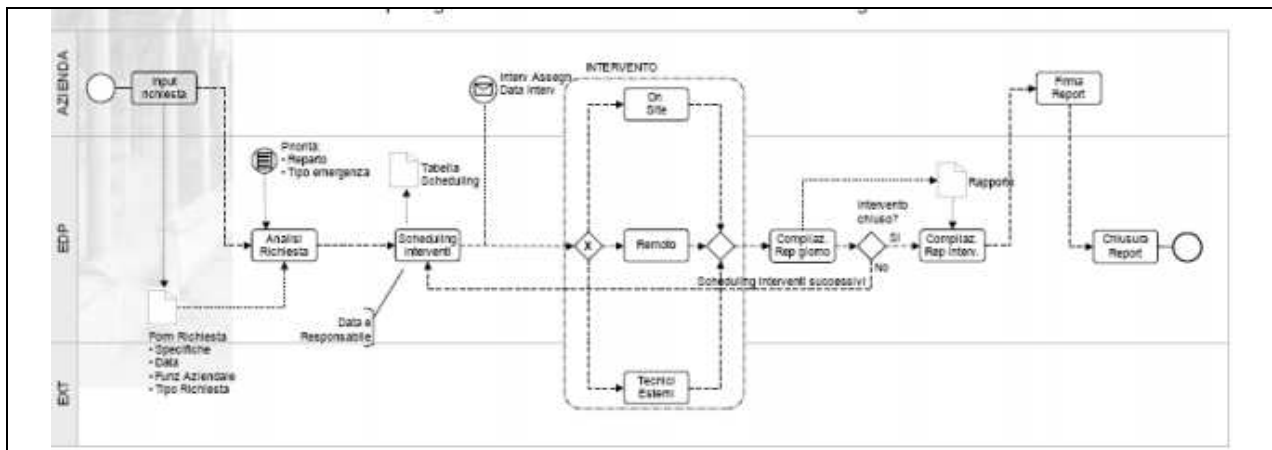 AZIENDA
Input
richiesta
Interv Assegn
Data Interv
INTERVENTO
On
Site
Firma
Report
EDP
Priorità:
• Reparto
• Tipo emergenza
Tabella
Scheduling
Analisi
Richiesta
Scheduling
Interventi
X
Remoto
Compilaz.
Rep giorno
Intervento
chiuso?
SI
No
Rapporto
Compilaz.
Rep Interv.
Chiusura
Report
Scheduling Interventi successivi
Data e
Responsabile
Form Richiesta
• Specifiche
• Data
• Funz Aziendale
• Tipo Richiesta
EXT
Tecnici
Esterni